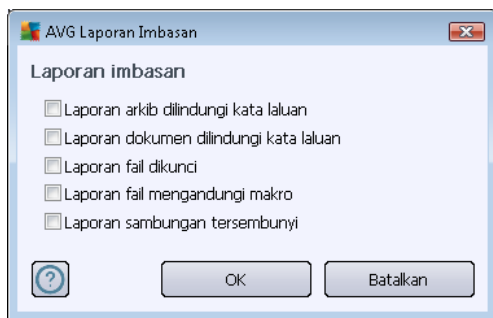 AVG Laporan Imbasan
Laporan imbasan
Laporan arkib dilindungi kata laluan
Laporan dokumen dilindungi kata laluan
Laporan fail dikunci
Laporan fail mengandungi makro
Laporan sambungan tersembunyi
? OK Batalkan